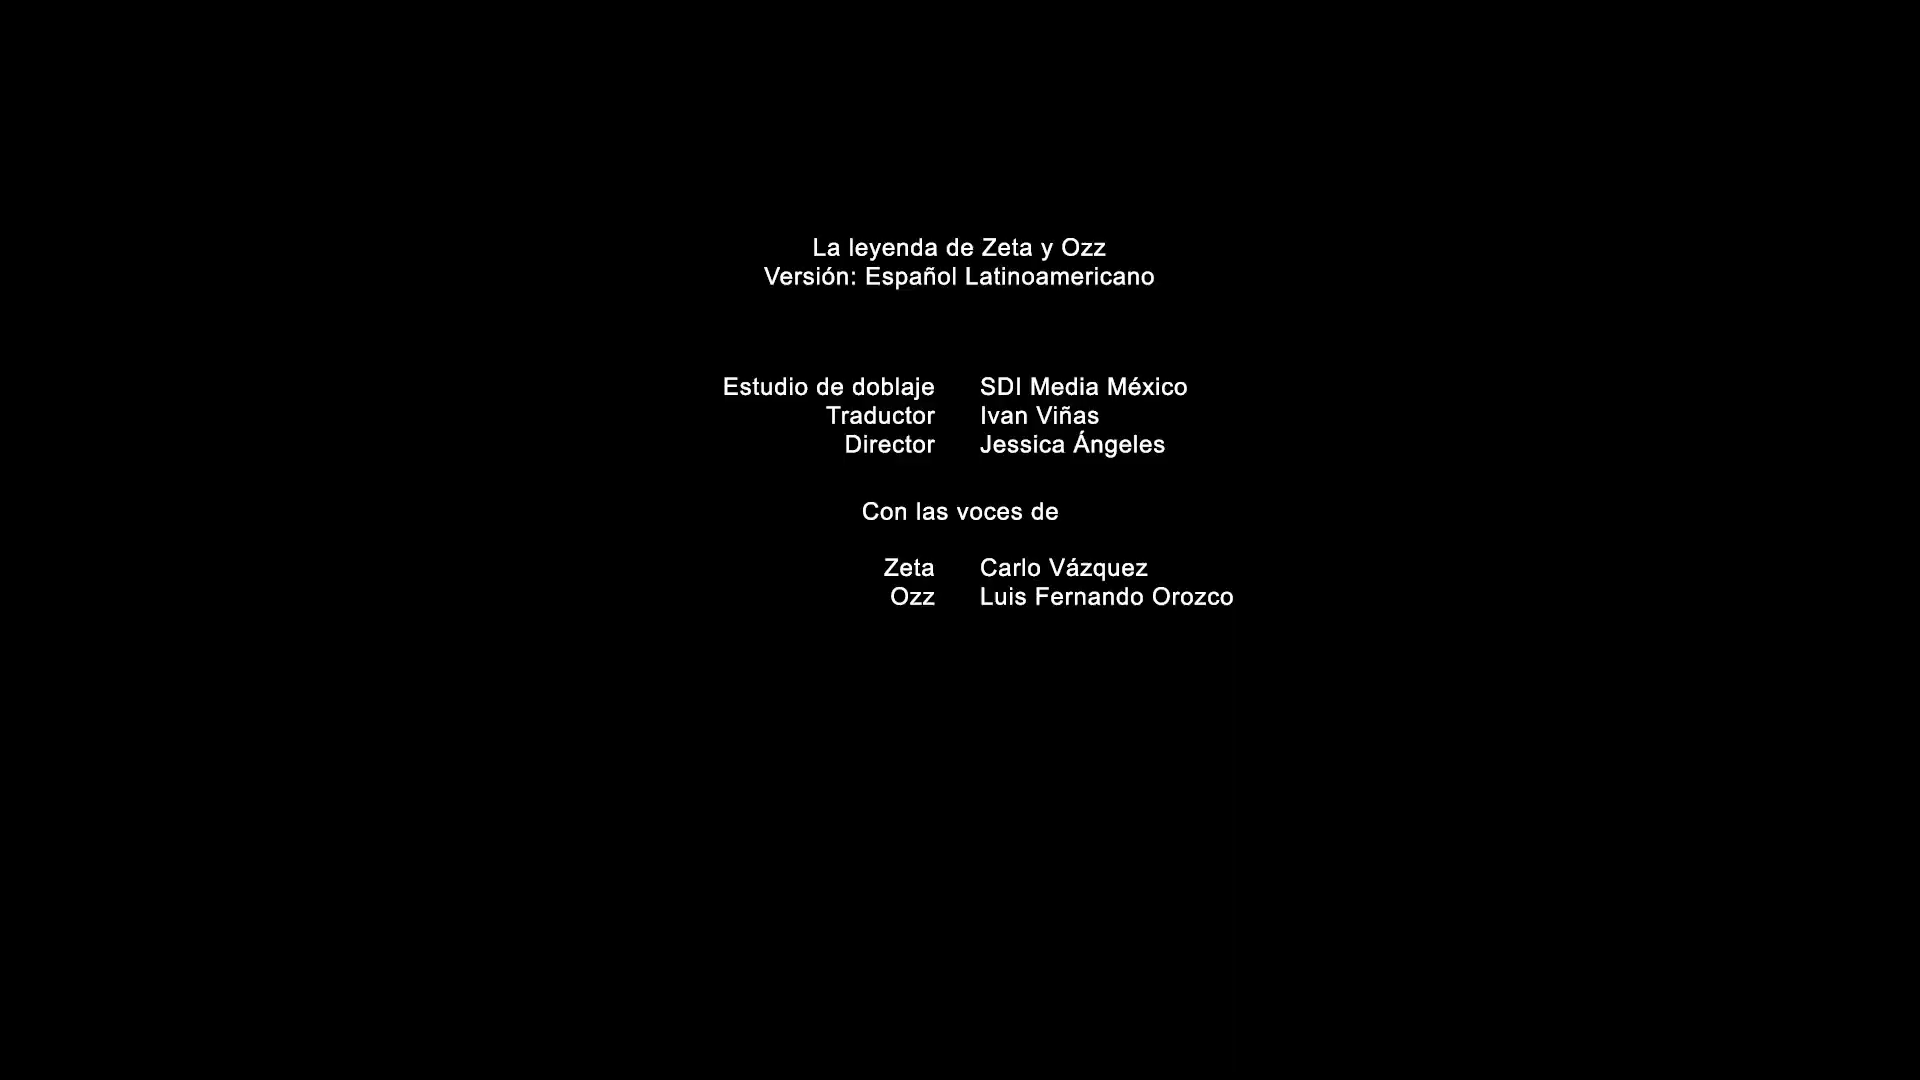 La leyenda de Zeta y Ozz
Versión: Español Latinoamericano
Estudio de doblaje SDI Media México
Traductor Ivan Viñas
Director Jessica Ángeles
Con las voces de
Zeta Carlo Vázquez
Ozz Luis Fernando Orozco